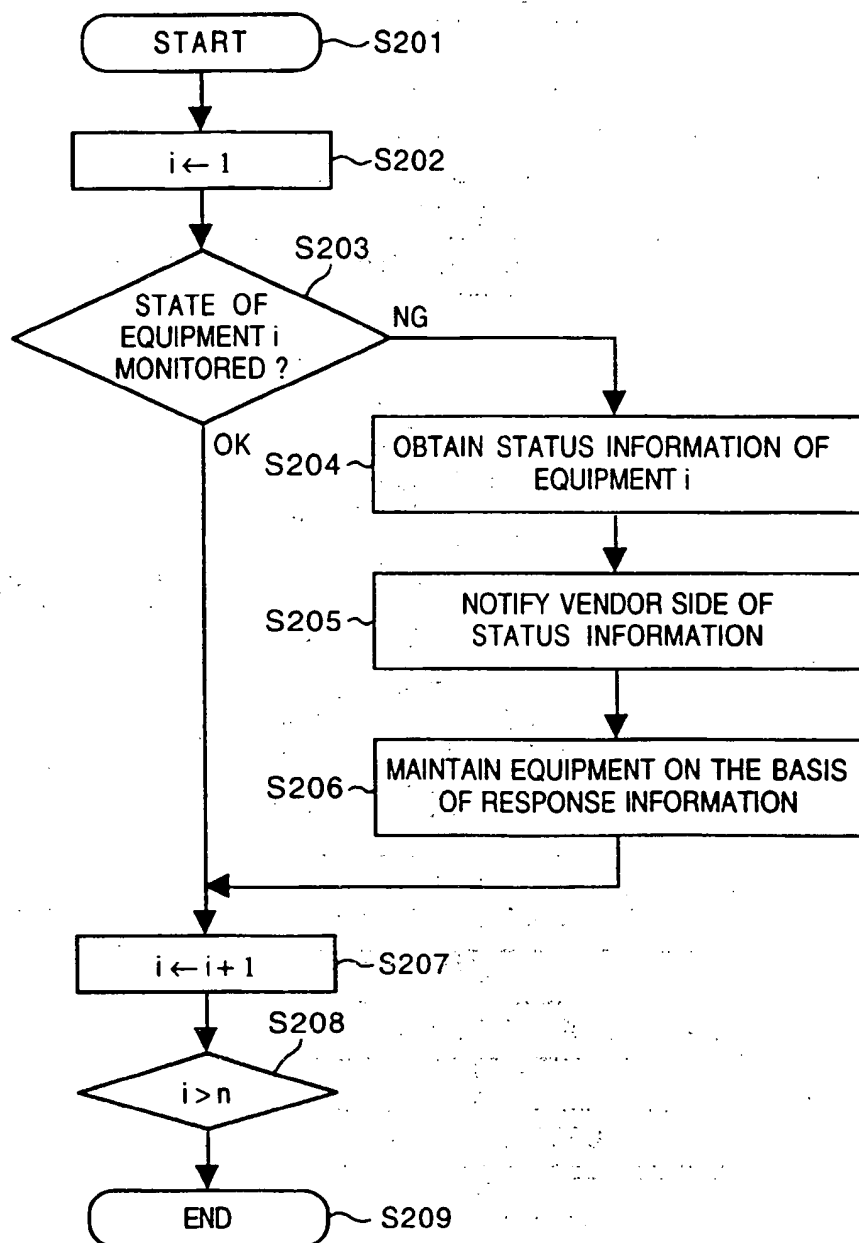 START
S201
i ← 1
S202
S203
STATE OF
EQUIPMENT i
MONITORED ?
NG
OK
S204
OBTAIN STATUS INFORMATION OF
EQUIPMENT i
S205
NOTIFY VENDOR SIDE OF
STATUS INFORMATION
S206
MAINTAIN EQUIPMENT ON THE BASIS
OF RESPONSE INFORMATION
i ← i + 1
S207
S208
i > n
END
S209